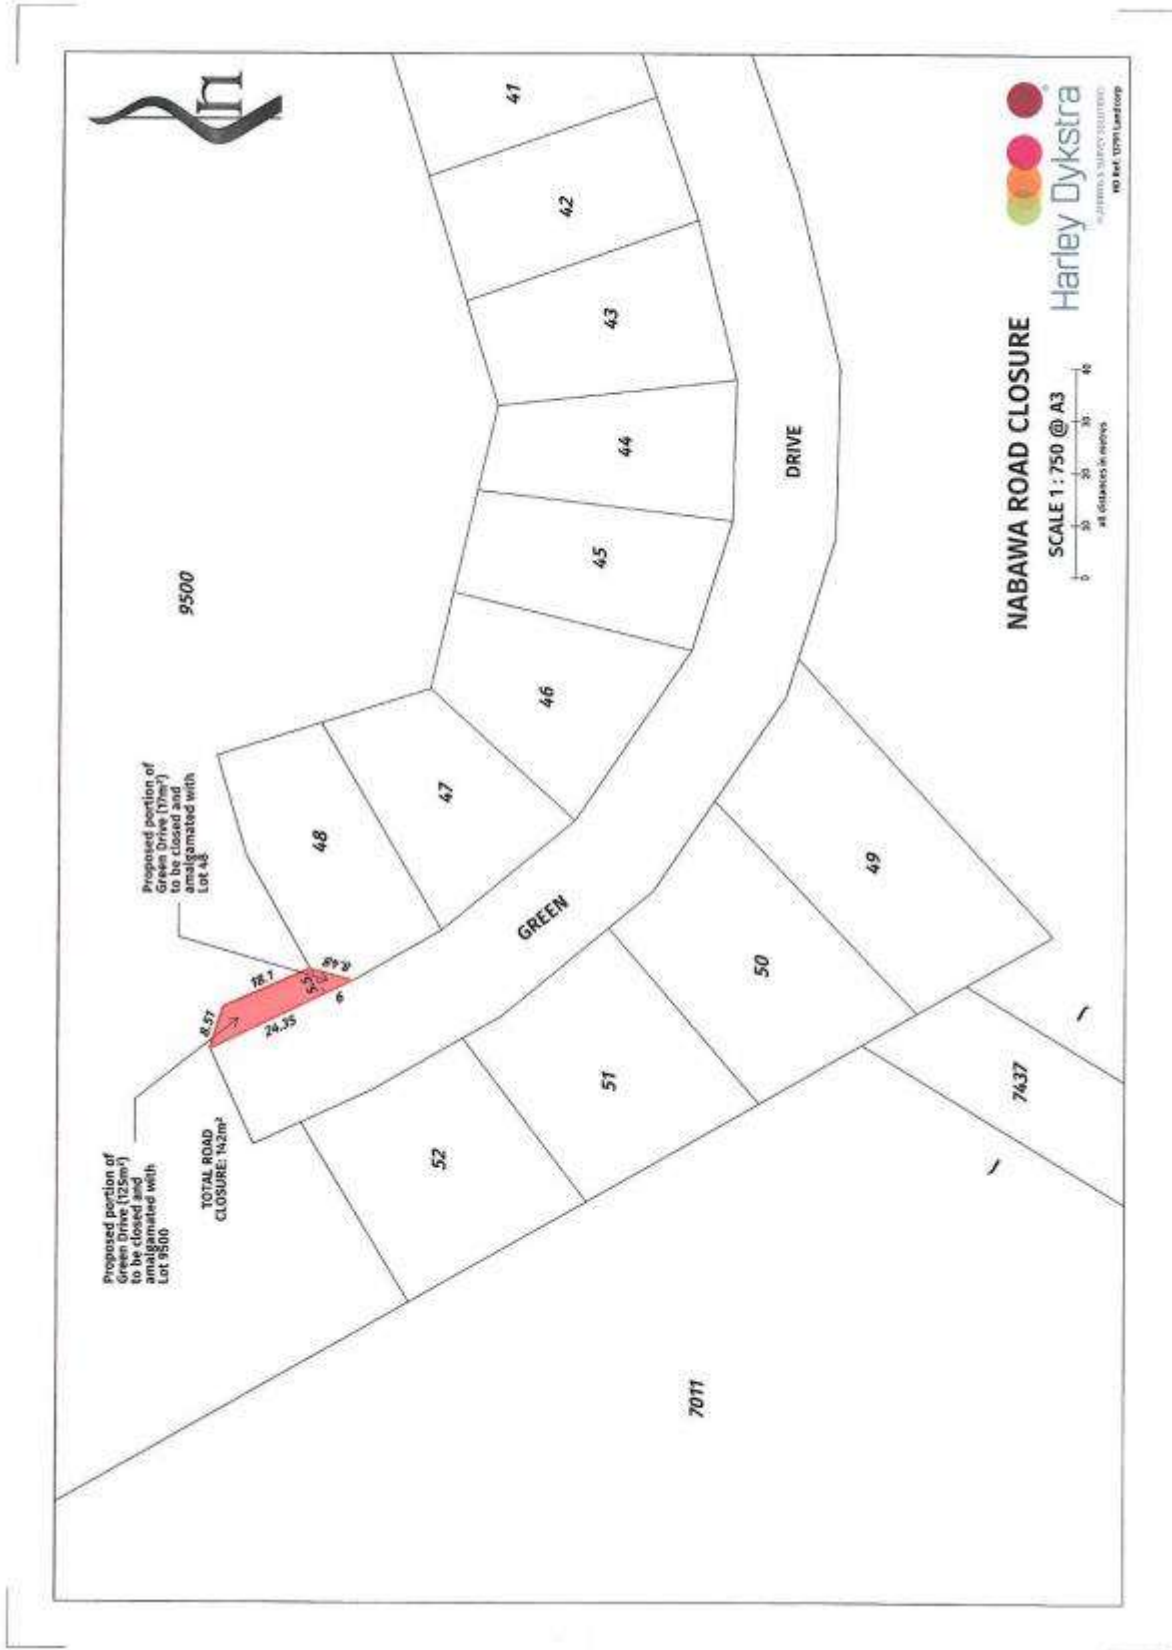 n
41
42
43
44
45
46
47
48
49
50
51
52
9500
7011
7437
DRIVE
GREEN
Proposed portion of
Green Drive (17m²)
to be closed and
amalgamated with
Lot 48
Proposed portion of
Green Drive (125m²)
to be closed and
amalgamated with
Lot 9500
TOTAL ROAD
CLOSURE: 142m²
8.57
18.1
24.35
5.5
8.48
6
NABAWA ROAD CLOSURE
SCALE 1 : 750 @ A3
0 10 20 30 40
all distances in metres
Harley Dykstra
PLANNING & SURVEY SOLUTIONS